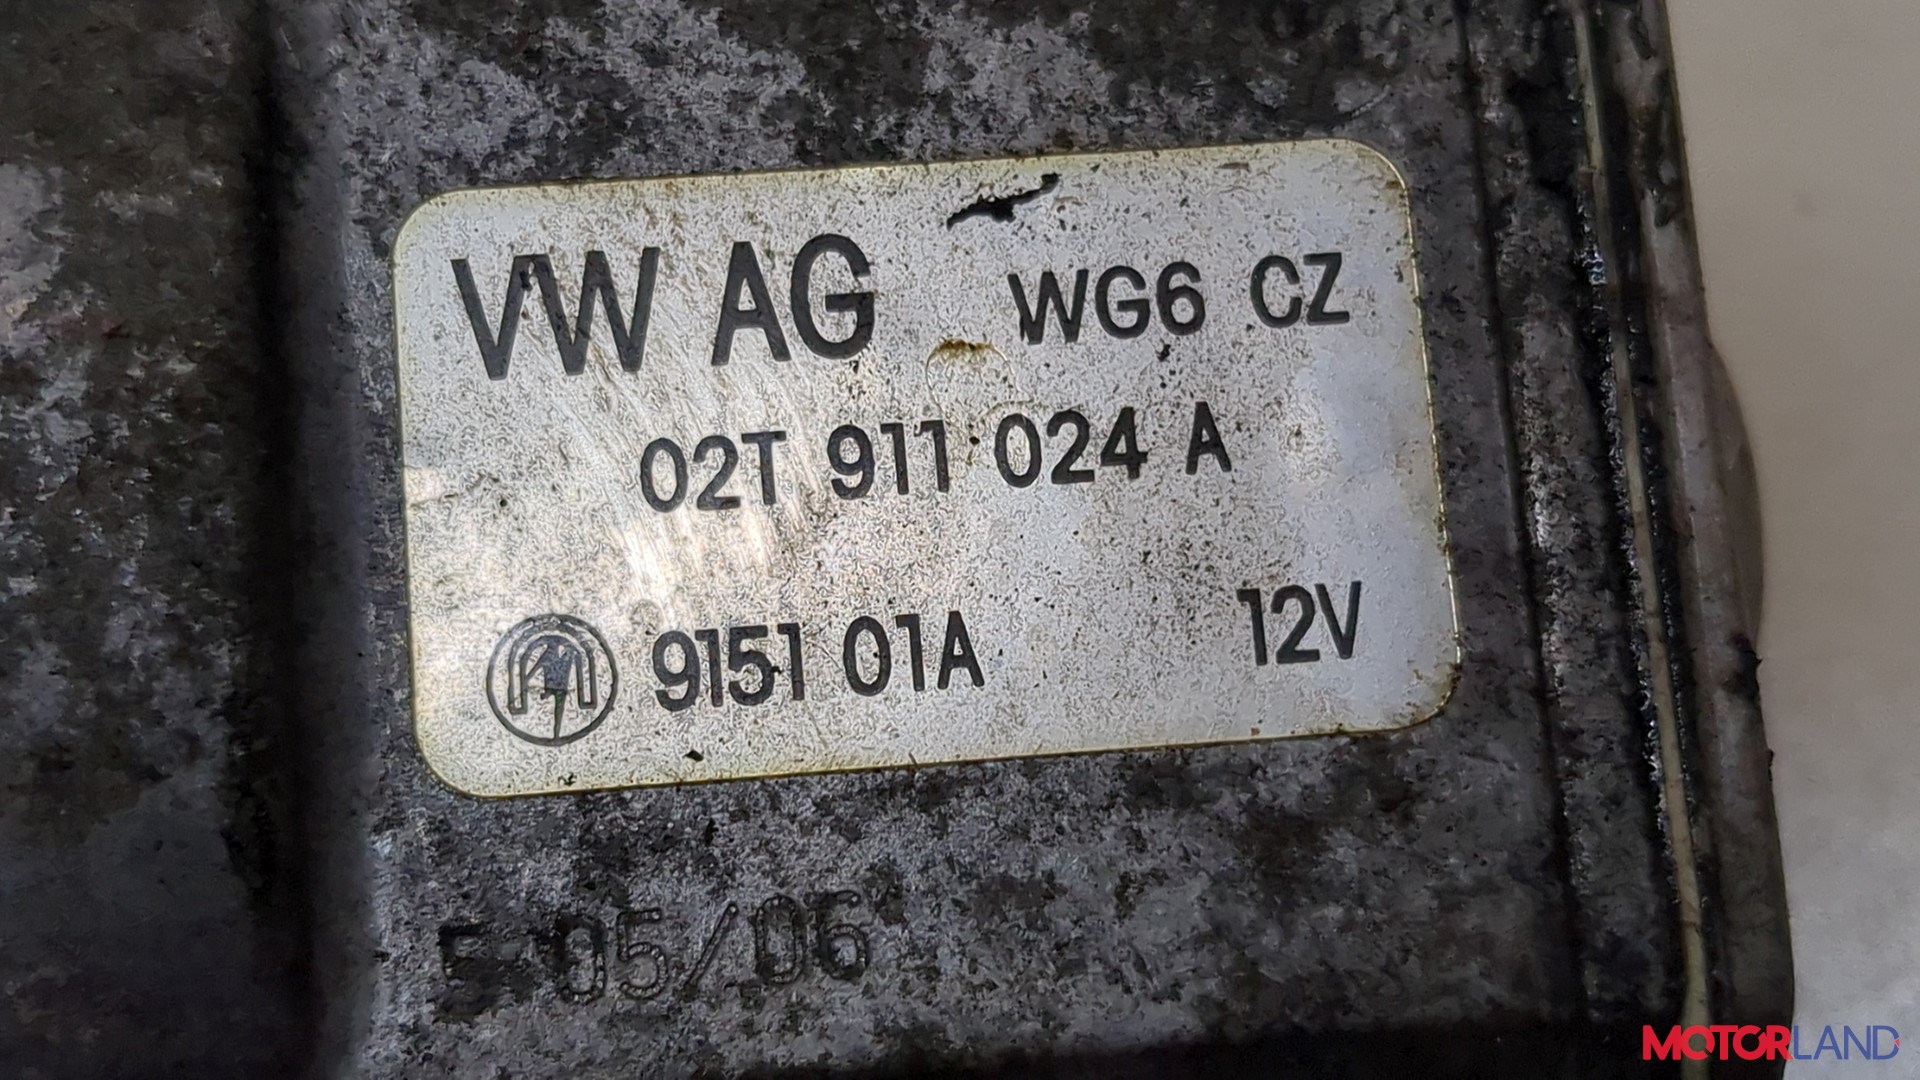 VW AG WG6 CZ
02T 911 024 A
9151 01A 12V
05/06
MOTORLAND